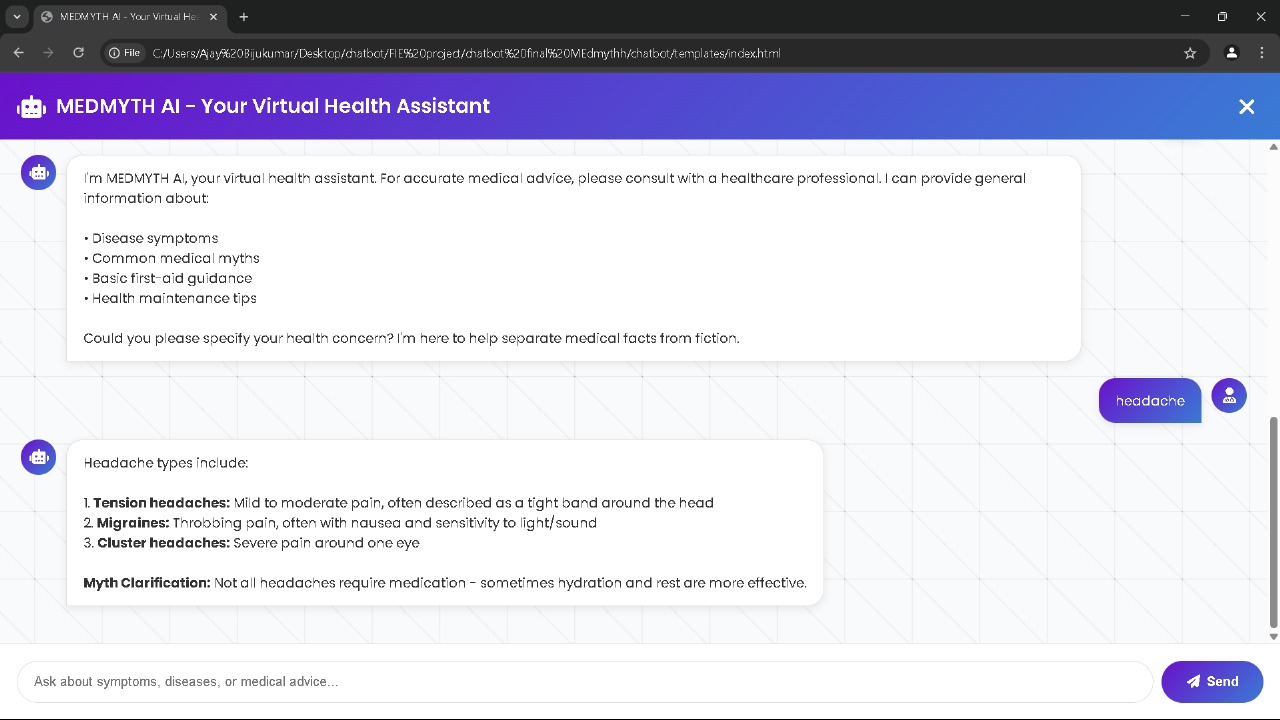 MEDMYTH AI - Your Virtual He
File
C:/Users/Ajay%20Bijukumar/Desktop/chatbot/FIE%20project/chatbot%20final%20MEdmythh/chatbot/templates/index.html
MEDMYTH AI - Your Virtual Health Assistant
I'm MEDMYTH AI, your virtual health assistant. For accurate medical advice, please consult with a healthcare professional. I can provide general
information about:
• Disease symptoms
• Common medical myths
• Basic first-aid guidance
• Health maintenance tips
Could you please specify your health concern? I'm here to help separate medical facts from fiction.
headache
Headache types include:
1. Tension headaches: Mild to moderate pain, often described as a tight band around the head
2. Migraines: Throbbing pain, often with nausea and sensitivity to light/sound
3. Cluster headaches: Severe pain around one eye
Myth Clarification: Not all headaches require medication - sometimes hydration and rest are more effective.
Ask about symptoms, diseases, or medical advice...
Send